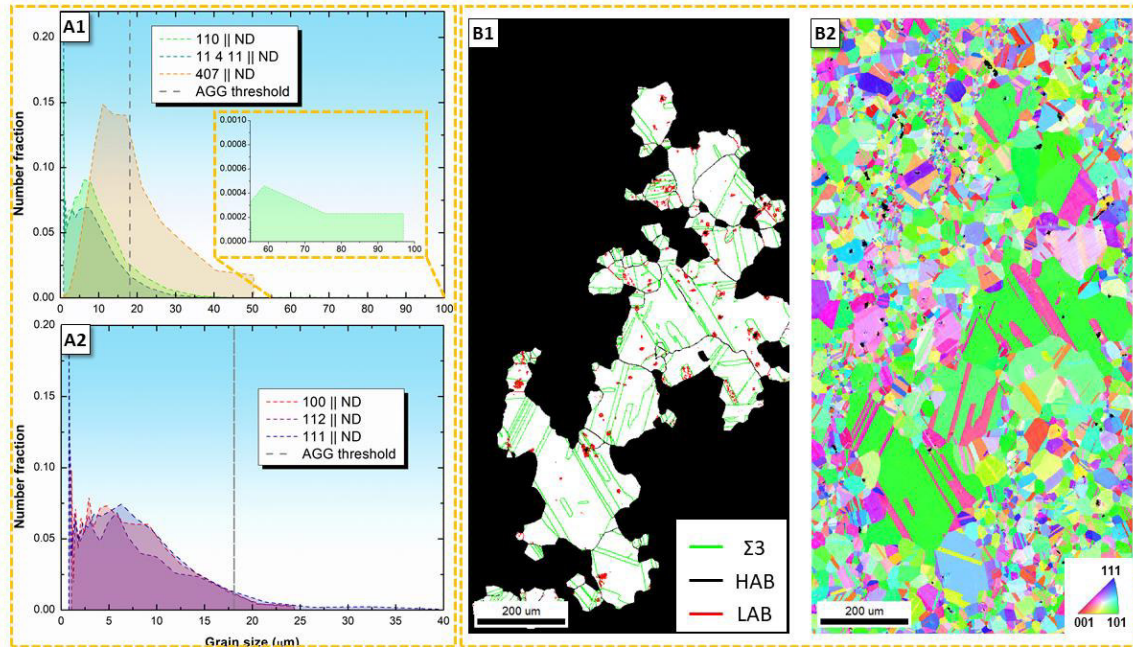 A1
0.20
0.15
0.10
0.05
0.00
Number fraction
110 || ND
11 4 11 || ND
407 || ND
AGG threshold
0.0010
0.0008
0.0006
0.0004
0.0002
0.0000
60 70 80 90 100
0 10 20 30 40 50 60 70 80 90 100
A2
0.20
0.15
0.10
0.05
0.00
Number fraction
100 || ND
112 || ND
111 || ND
AGG threshold
0 5 10 15 20 25 30 35 40
Grain size (μm)
B1
Σ3
HAB
LAB
200 um
B2
200 um
111
001 101